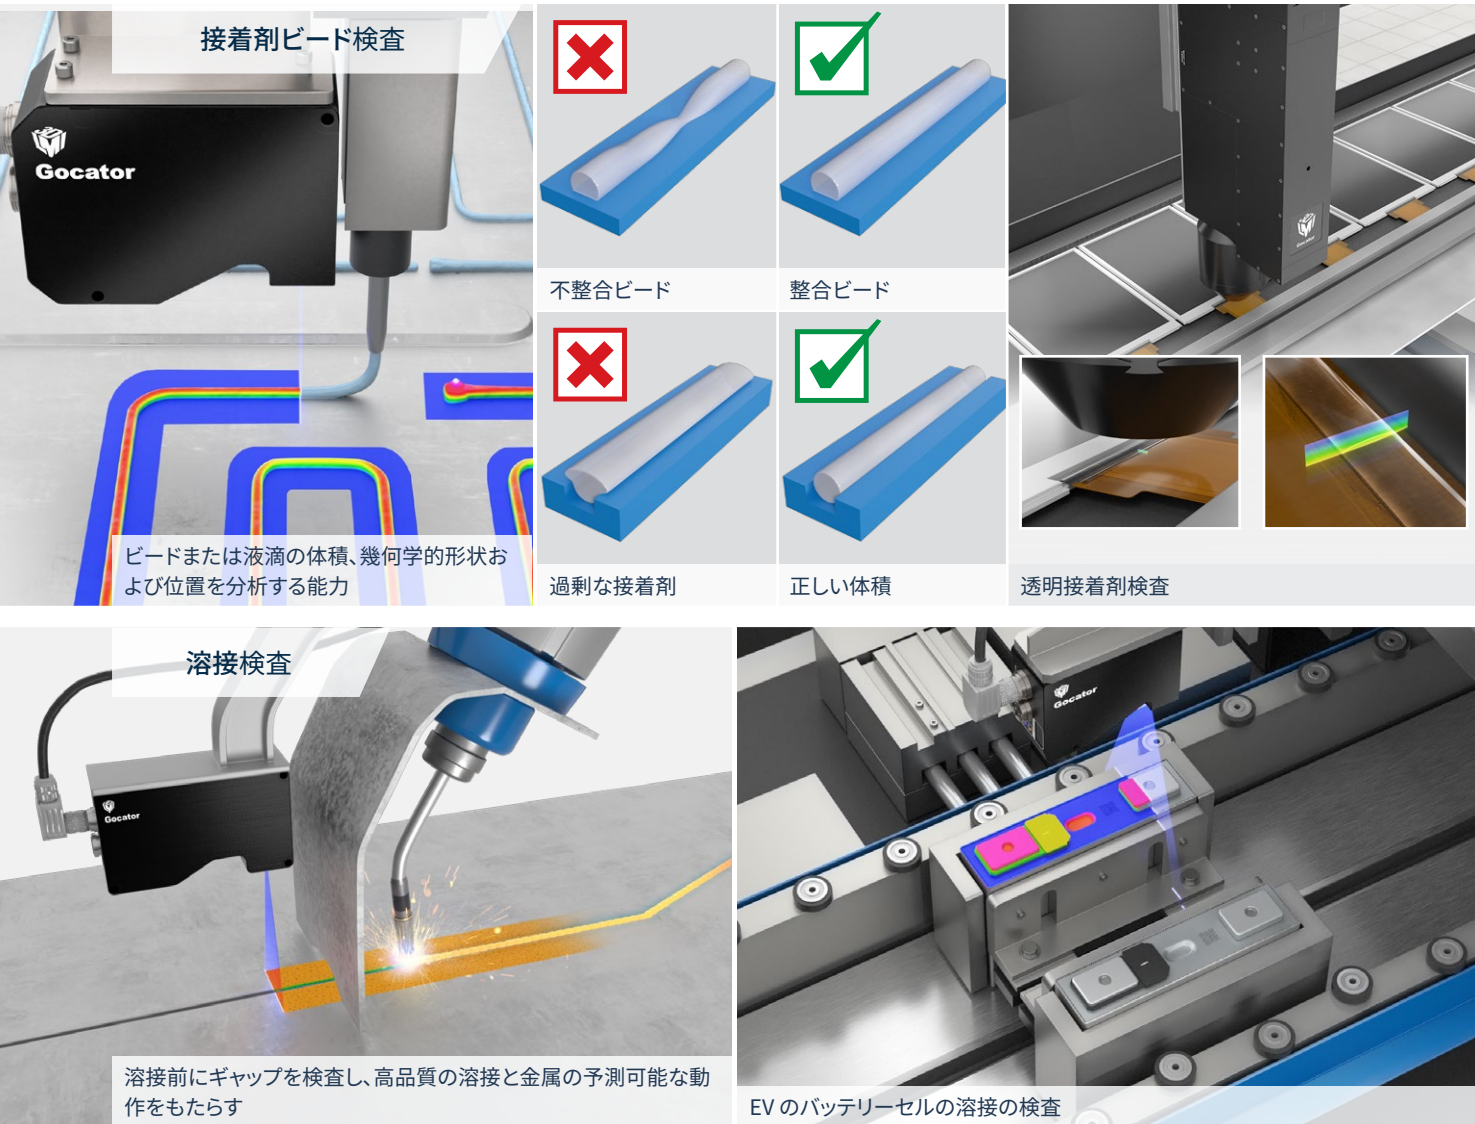 接着剤ビード検査
Gocator
ビードまたは液滴の体積、幾何学的形状お
よび位置を分析する能力
不整合ビード
整合ビード
過剰な接着剤
正しい体積
Gocator
透明接着剤検査
溶接検査
Gocator
溶接前にギャップを検査し、高品質の溶接と金属の予測可能な動
作をもたらす
Gocator
EV のバッテリーセルの溶接の検査